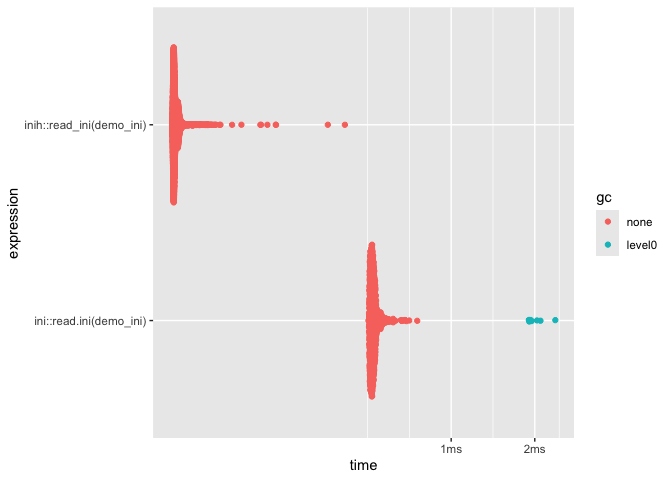 expression
inih::read_ini(demo_ini)
ini::read.ini(demo_ini)
1ms
2ms
time
gc
none
level0